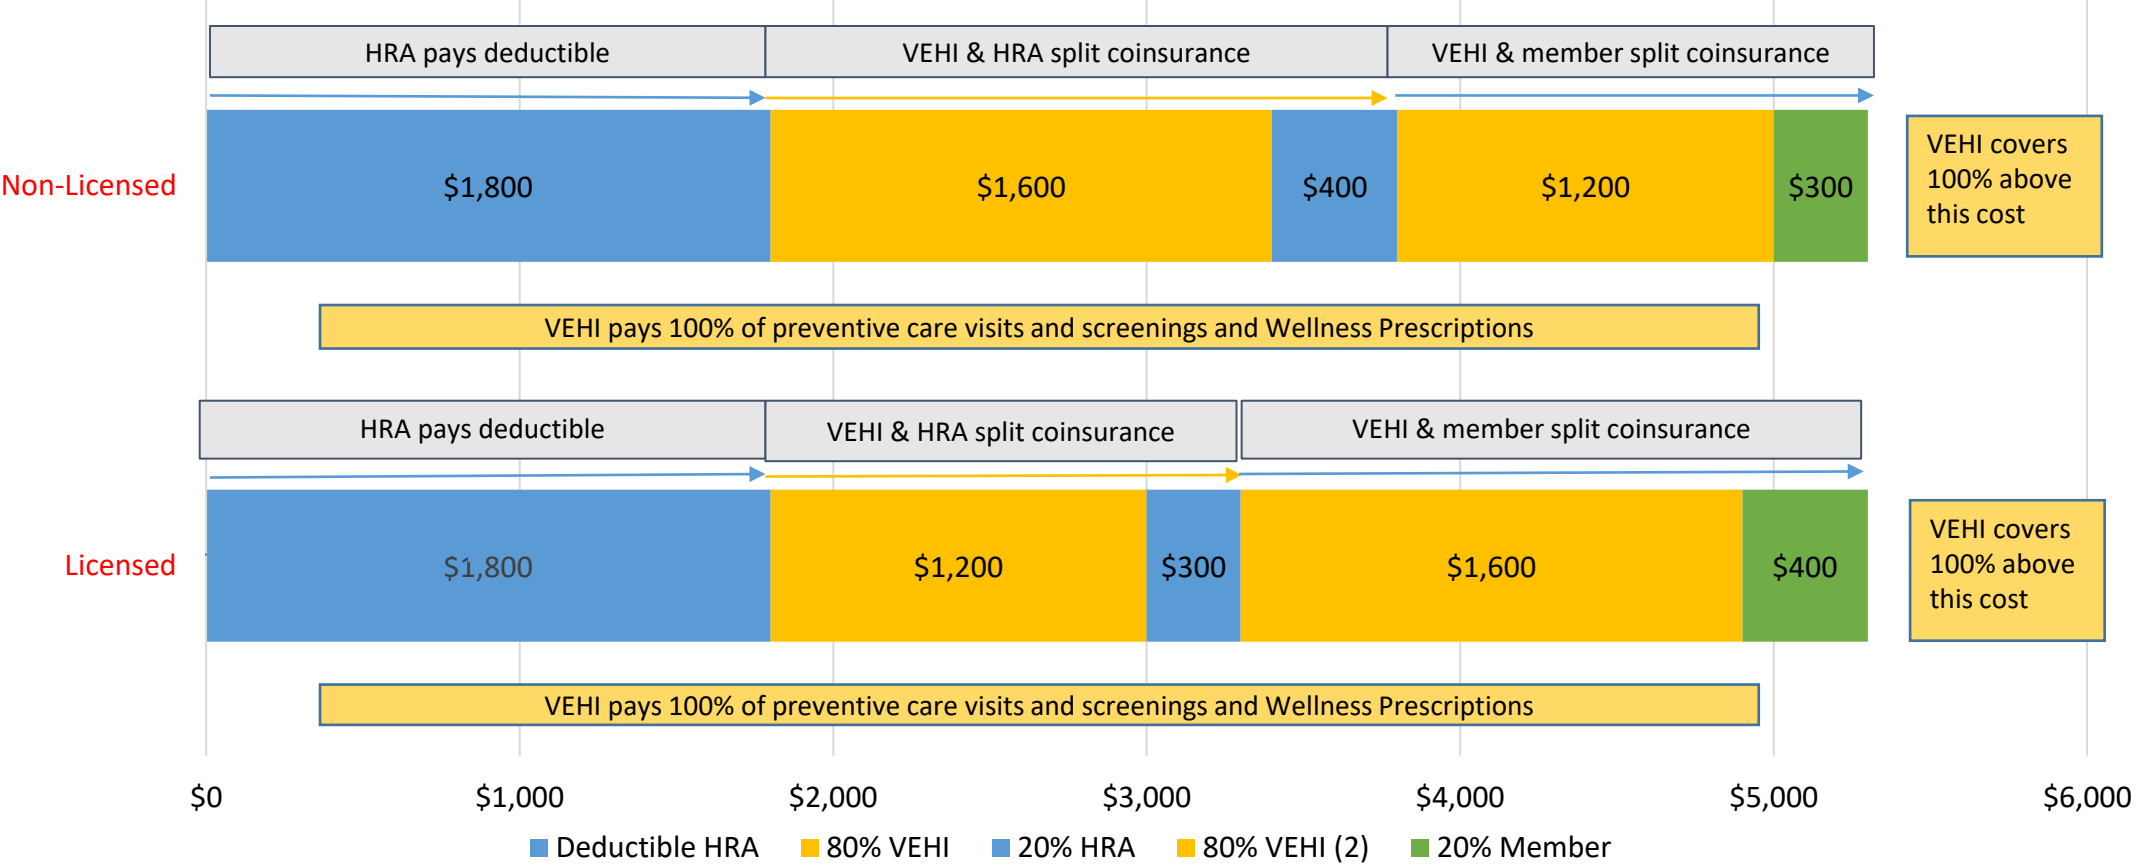 HRA pays deductible
VEHI & HRA split coinsurance
VEHI & member split coinsurance
Non-Licensed
$1,800
$1,600
$400
$1,200
$300
VEHI covers
100% above
this cost
VEHI pays 100% of preventive care visits and screenings and Wellness Prescriptions
HRA pays deductible
VEHI & HRA split coinsurance
VEHI & member split coinsurance
Licensed
$1,800
$1,200
$300
$1,600
$400
VEHI covers
100% above
this cost
VEHI pays 100% of preventive care visits and screenings and Wellness Prescriptions
$0 $1,000 $2,000 $3,000 $4,000 $5,000 $6,000
Deductible HRA 80% VEHI 20% HRA 80% VEHI (2) 20% Member